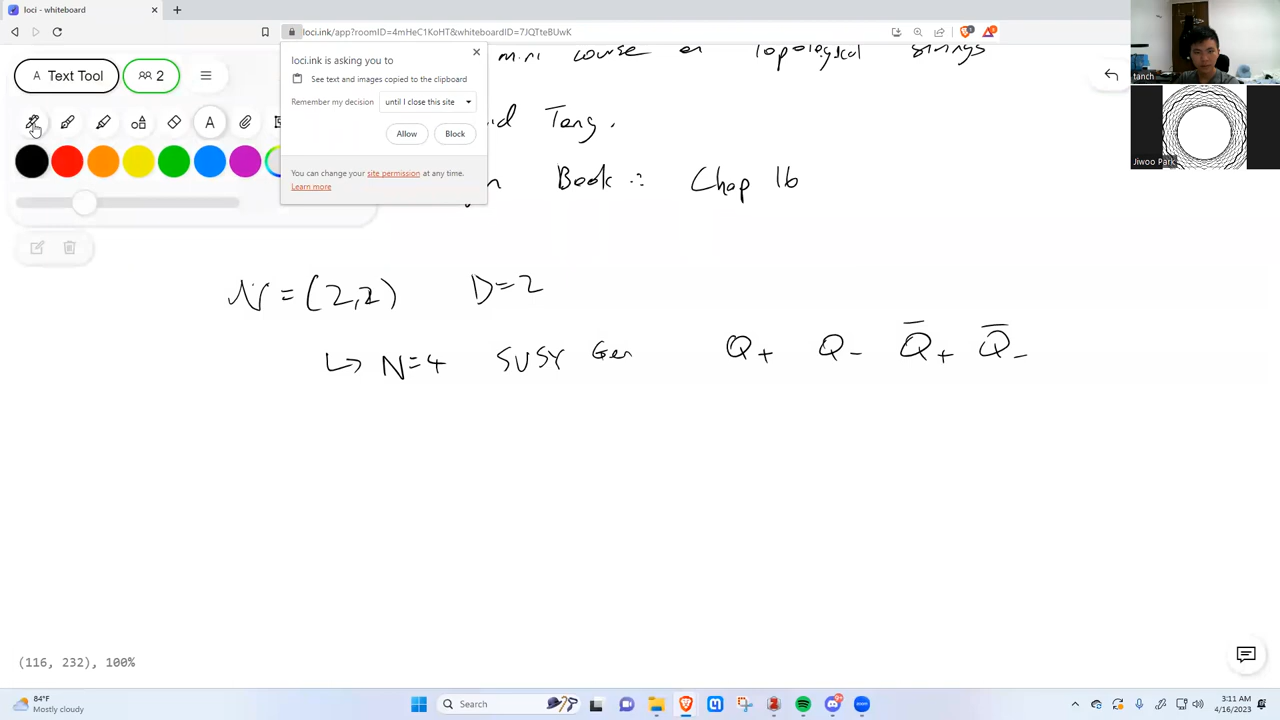 loci - whiteboard
loci.ink/app?roomID=4mHeC1KoHT&whiteboardID=7JQTteBUwK
loci.ink is asking you to
See text and images copied to the clipboard
Remember my decision until I close this site
Allow Block
You can change your site permission at any time.
Learn more
A Text Tool
2
A
tanch
Jiwoo Park
mini course on Topological strings
Tong.
Book :: Chap 16
N = (2,2) D=2
↳ N=4 SUSY Gen Q+ Q- Q̄+ Q̄-
(116, 232), 100%
84°F
Mostly cloudy
Search
3:11 AM
4/16/2023